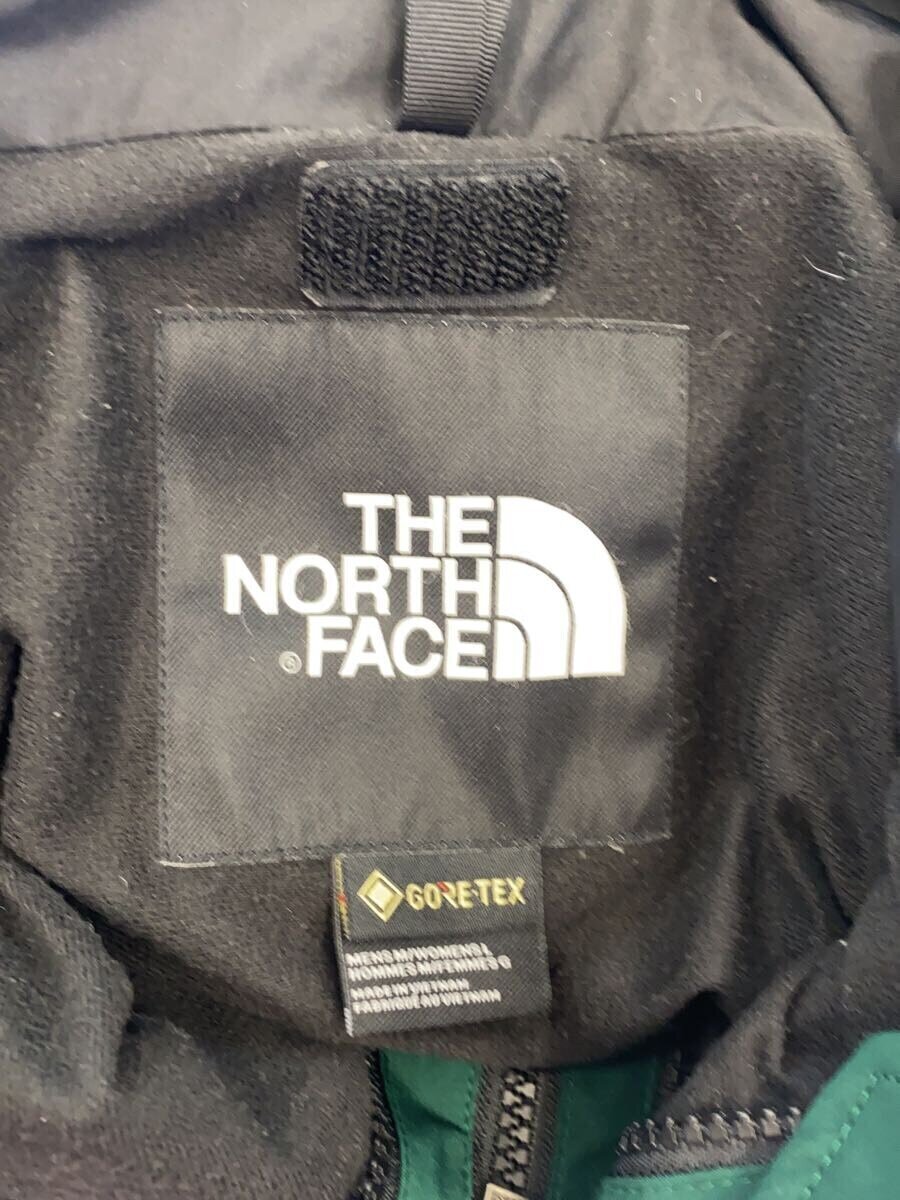 THE
NORTH
FACE
®
GORE-TEX
MENS M/WOMENS L
HOMMES M/FEMMES G
MADE IN VIETNAM
FABRIQUÉ AU VIETNAM